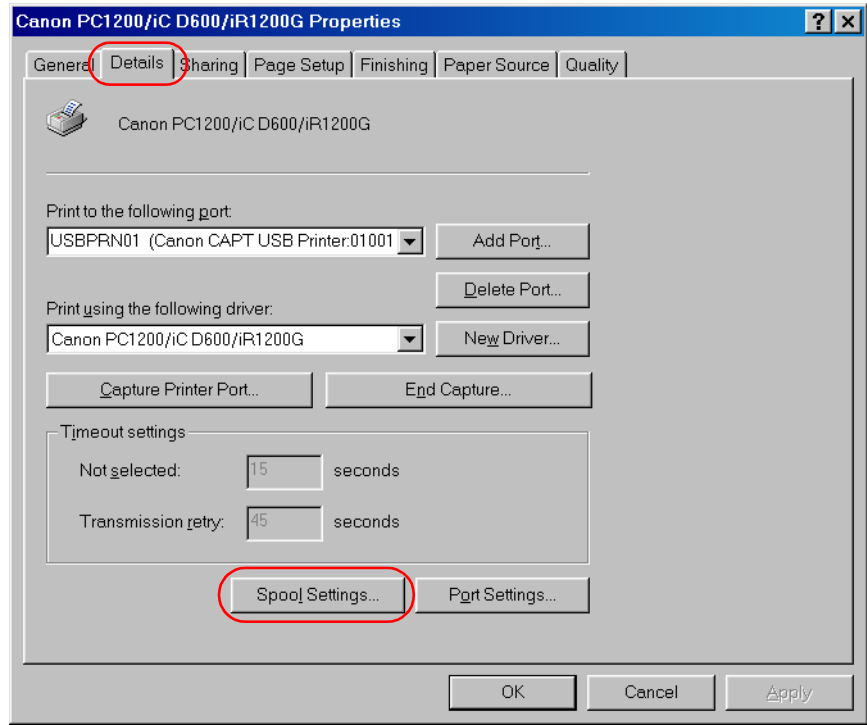 Canon PC1200/iC D600/iR1200G Properties
General Details Sharing Page Setup Finishing Paper Source Quality
Canon PC1200/iC D600/iR1200G
Print to the following port:
USBPRN01 (Canon CAPT USB Printer:01001 Add Port...
Delete Port...
Print using the following driver:
Canon PC1200/iC D600/iR1200G New Driver...
Capture Printer Port... End Capture...
Timeout settings
Not selected: 15 seconds
Transmission retry: 45 seconds
Spool Settings... Port Settings...
OK Cancel Apply